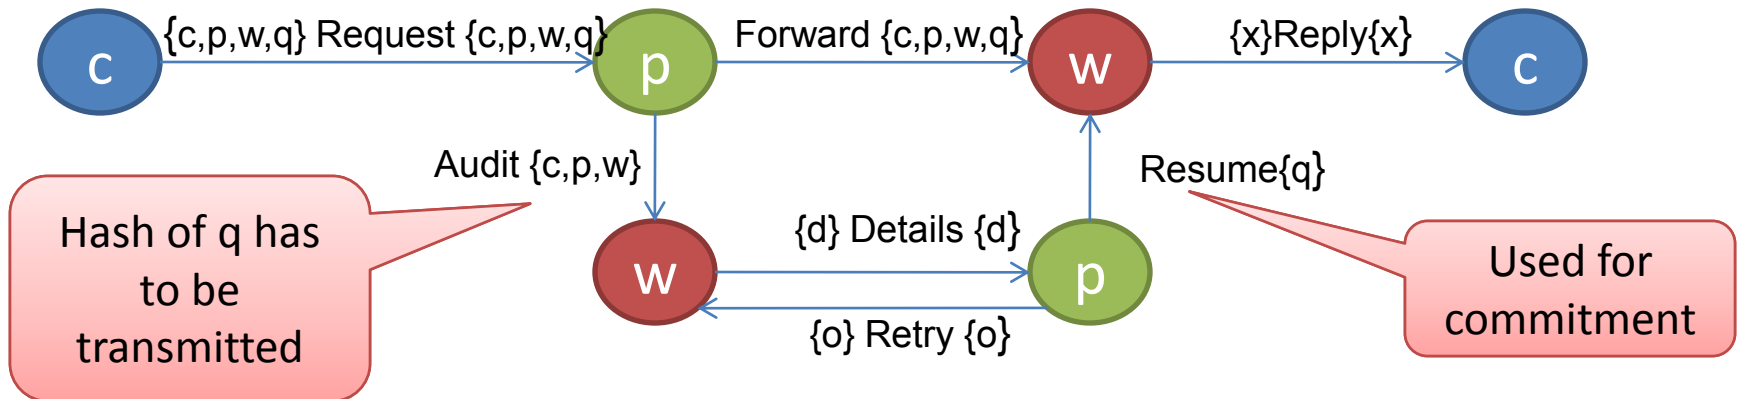 c
{c,p,w,q} Request {c,p,w,q}
p
Forward {c,p,w,q}
w
{x}Reply{x}
c
Audit {c,p,w}
Resume{q}
Hash of q has
to be
transmitted
w
{d} Details {d}
{o} Retry {o}
p
Used for
commitment